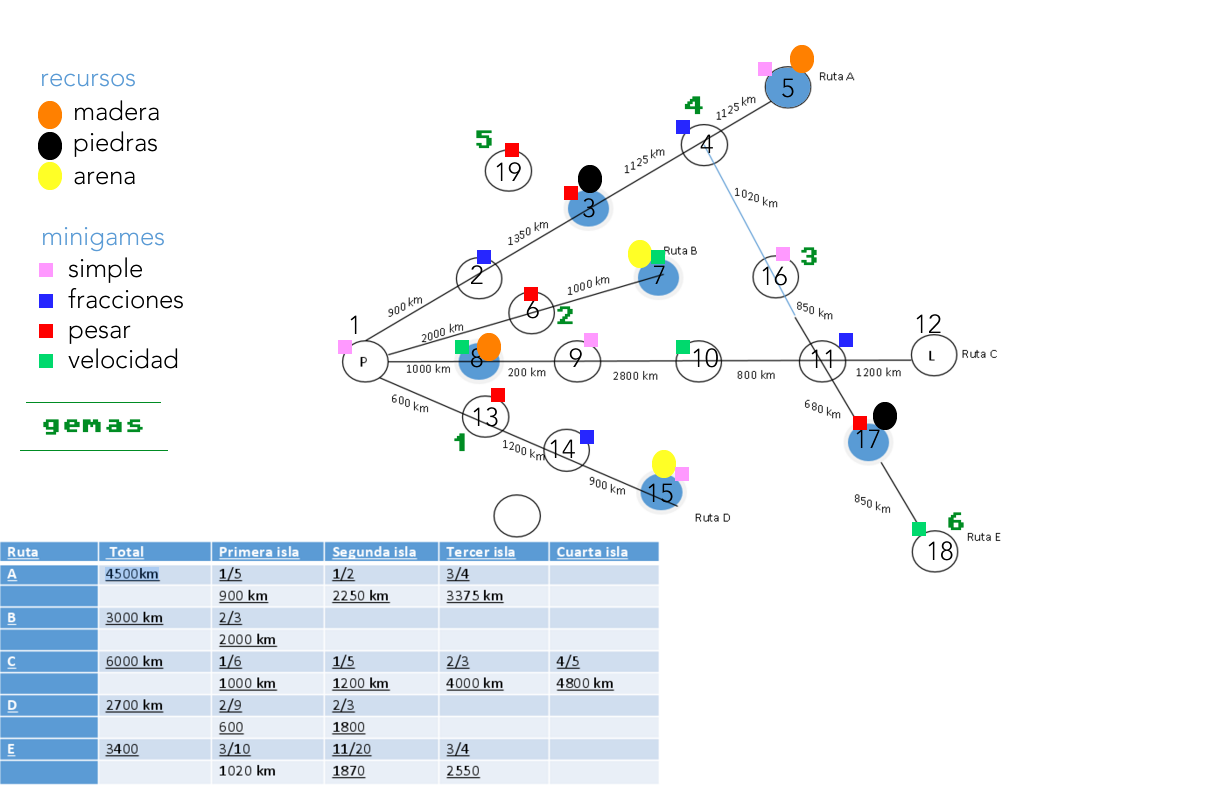 recursos
madera
piedras
arena
minigames
simple
fracciones
pesar
velocidad
gemas
5
Ruta A
4
1125 km
4
5
19
1125 km
3
1020 km
1350 km
Ruta B
2
7
16
3
1000 km
900 km
6
2
850 km
1
2000 km
12
P
8
9
10
11
L
Ruta C
1000 km
200 km
2800 km
800 km
1200 km
600 km
13
680 km
1
1200 km
14
17
900 km
15
Ruta D
850 km
6
18
Ruta E
Ruta Total Primera isla Segunda isla Tercer isla Cuarta isla
A 4500km 1/5 1/2 3/4
900 km 2250 km 3375 km
B 3000 km 2/3
2000 km
C 6000 km 1/6 1/5 2/3 4/5
1000 km 1200 km 4000 km 4800 km
D 2700 km 2/9 2/3
600 1800
E 3400 3/10 11/20 3/4
1020 km 1870 2550